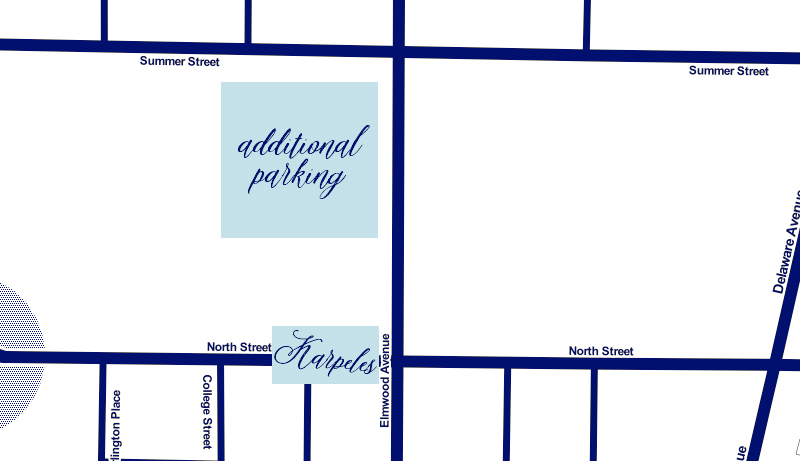 Summer Street
Summer Street
additional
parking
Delaware Avenue
North Street
Karpeles
Elmwood Avenue
North Street
College Street